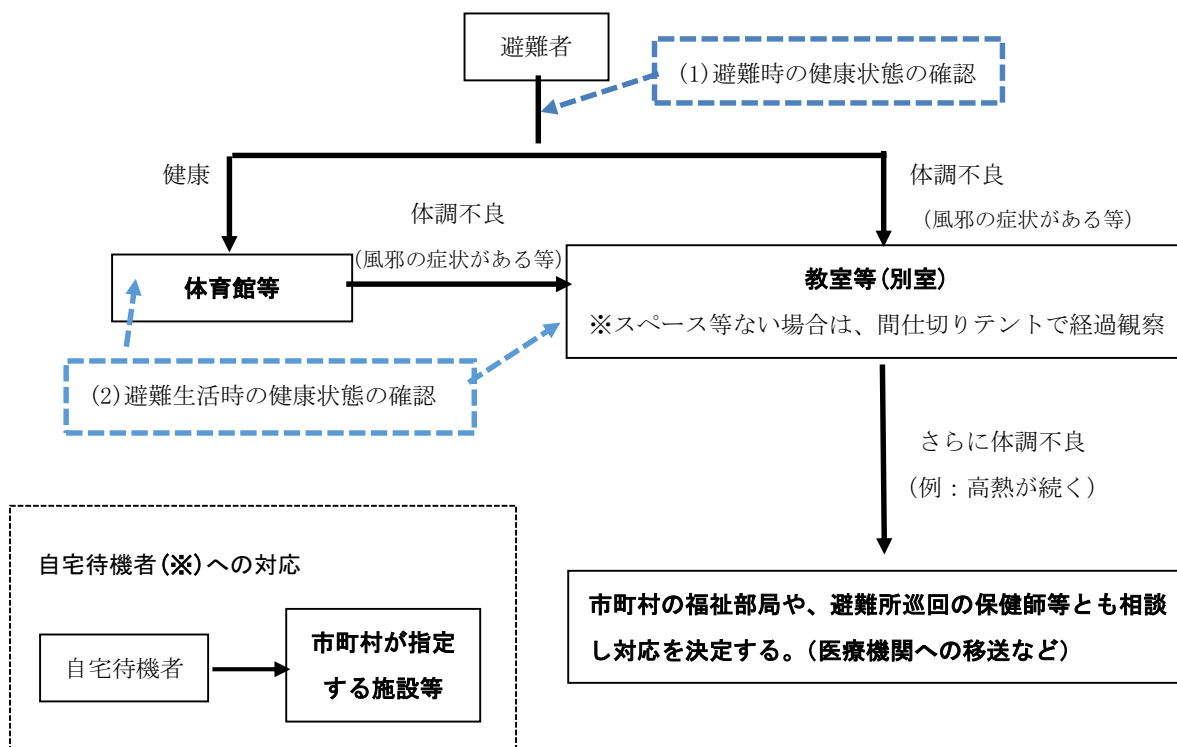 避難者
(1)避難時の健康状態の確認
健康
体調不良
(風邪の症状がある等)
体調不良
(風邪の症状がある等)
体育館等
教室等(別室)
※スペース等ない場合は、間仕切りテントで経過観察
(2)避難生活時の健康状態の確認
さらに体調不良
(例：高熱が続く)
自宅待機者(※)への対応
自宅待機者
市町村が指定
する施設等
市町村の福祉部局や、避難所巡回の保健師等とも相談
し対応を決定する。(医療機関への移送など)